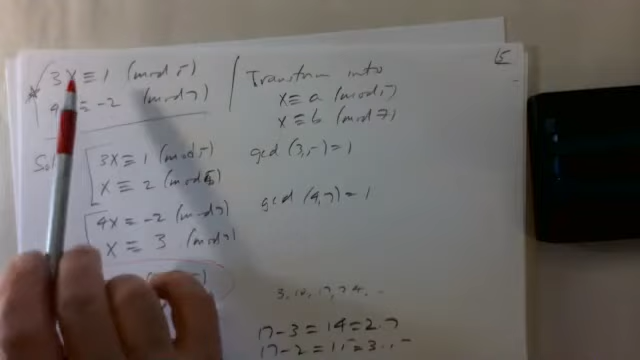 15
3x ≡ 1 (mod 5)
4 ≡ -2 (mod 7)
Transform into
x ≡ a (mod 5)
x ≡ b (mod 7)
Sol
3x ≡ 1 (mod 5)
gcd (3,5) = 1
x ≡ 2 (mod 5)
4x ≡ -2 (mod 7)
gcd (4,7) = 1
x ≡ 3 (mod 7)
3, 10, 17, 24, ..
17-3 = 14 = 2·7
17-2 = 15 = 3·5